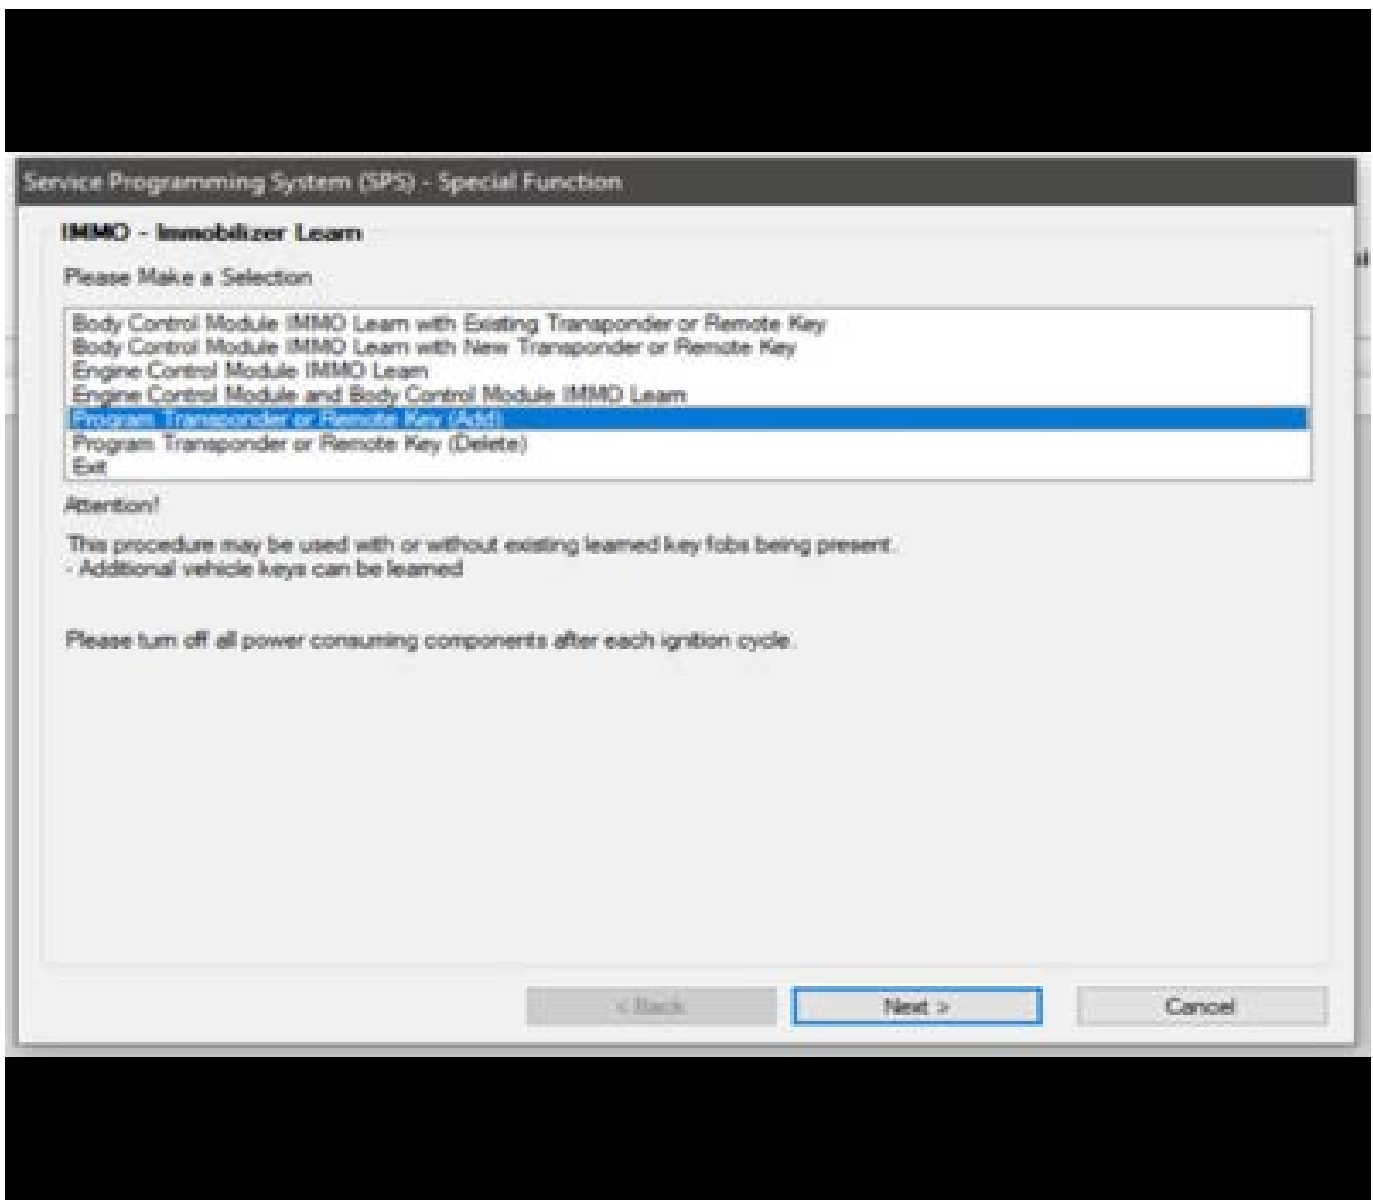 Service Programming System (SPS) - Special Function
IMMO - Immobilizer Learn
Please Make a Selection
Body Control Module IMMO Learn with Existing Transponder or Remote Key
Body Control Module IMMO Learn with New Transponder or Remote Key
Engine Control Module IMMO Learn
Engine Control Module and Body Control Module IMMO Learn
Program Transponder or Remote Key (Add)
Program Transponder or Remote Key (Delete)
Exit
Attention!
This procedure may be used with or without existing learned key fobs being present.
- Additional vehicle keys can be learned
Please turn off all power consuming components after each ignition cycle.
< Back
Next >
Cancel